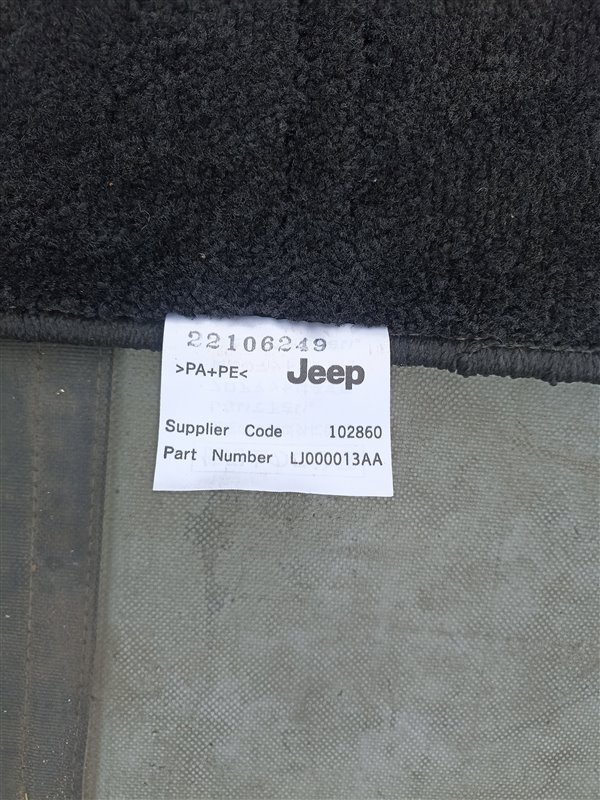 22106249
>PA+PE< Jeep
Supplier Code 102860
Part Number LJ000013AA